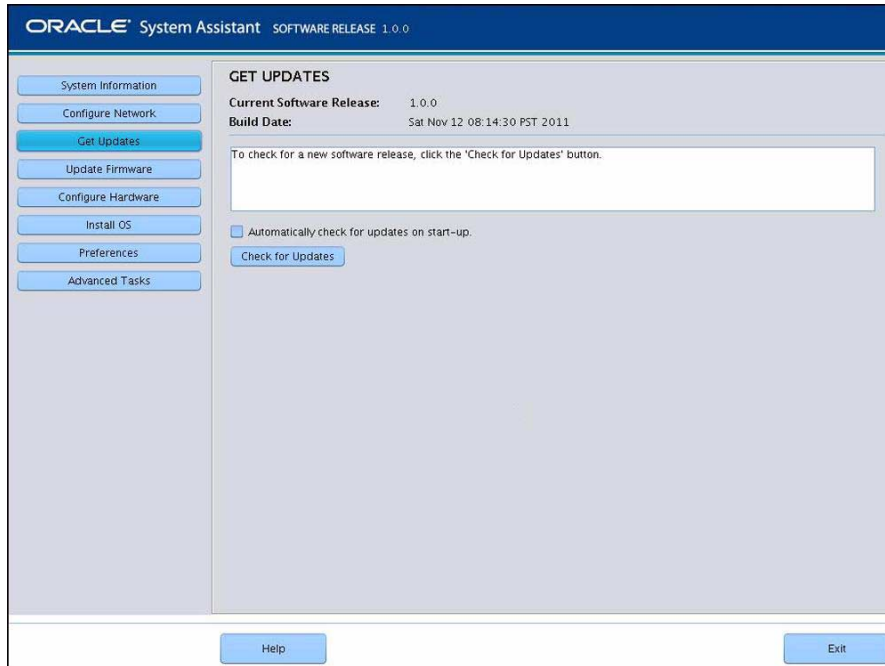 ORACLE® System Assistant SOFTWARE RELEASE 1.0.0
System Information
Configure Network
Get Updates
Update Firmware
Configure Hardware
Install OS
Preferences
Advanced Tasks
GET UPDATES
Current Software Release: 1.0.0
Build Date: Sat Nov 12 08:14:30 PST 2011
To check for a new software release, click the 'Check for Updates' button.
Automatically check for updates on start-up.
Check for Updates
Help
Exit